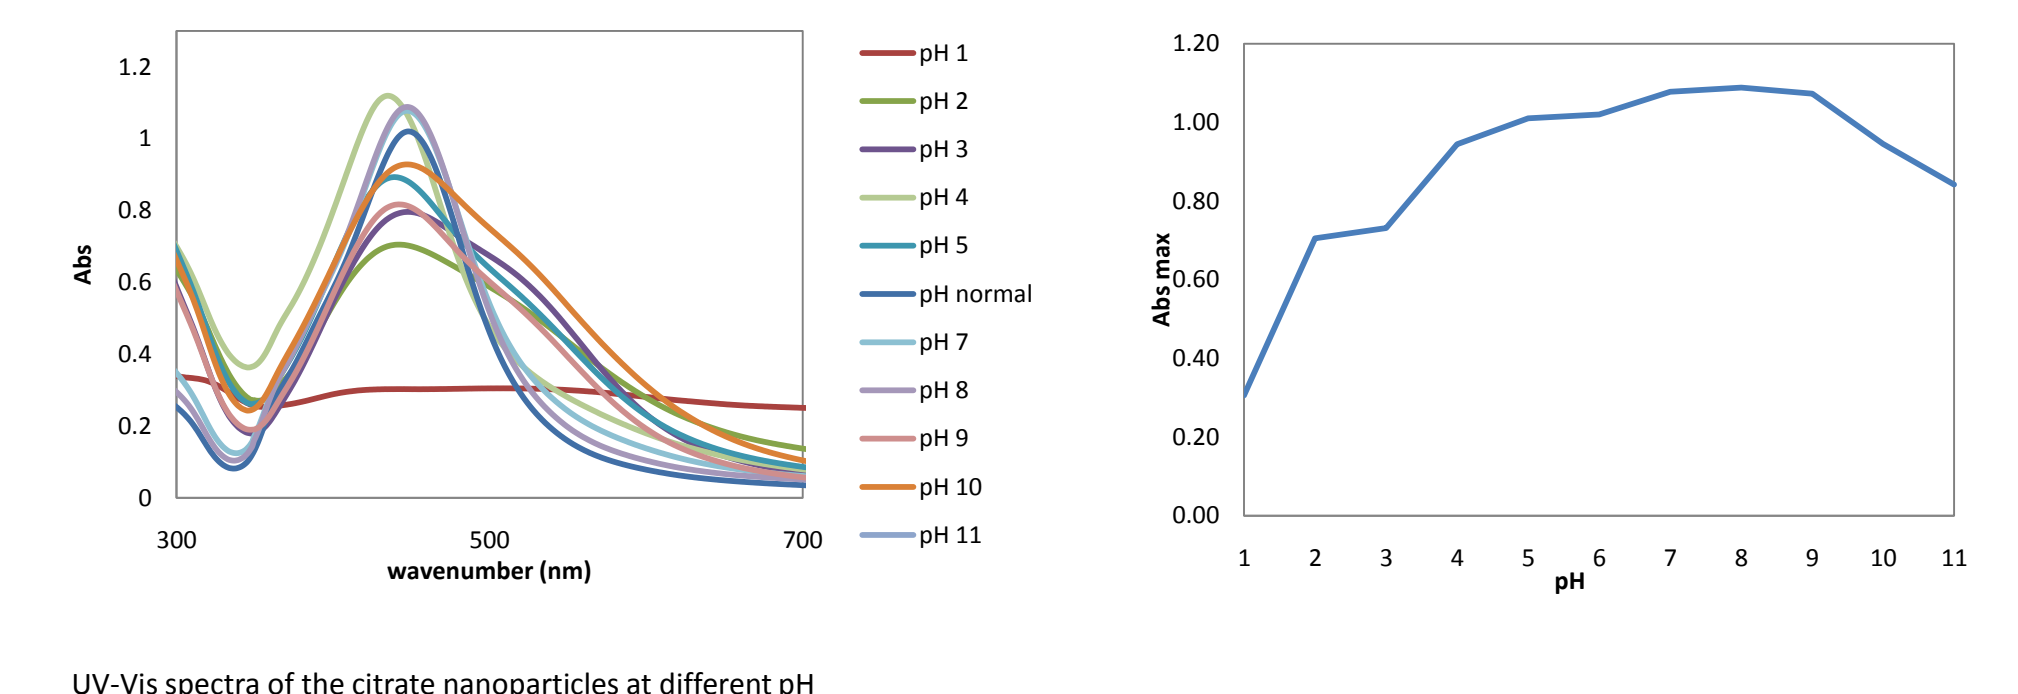 1.2
1
0.8
0.6
0.4
0.2
0
Abs
300 500 700
wavenumber (nm)
pH 1
pH 2
pH 3
pH 4
pH 5
pH normal
pH 7
pH 8
pH 9
pH 10
pH 11
1.20
1.00
0.80
0.60
0.40
0.20
0.00
Abs max
1 2 3 4 5 6 7 8 9 10 11
pH
UV-Vis spectra of the citrate nanoparticles at different pH